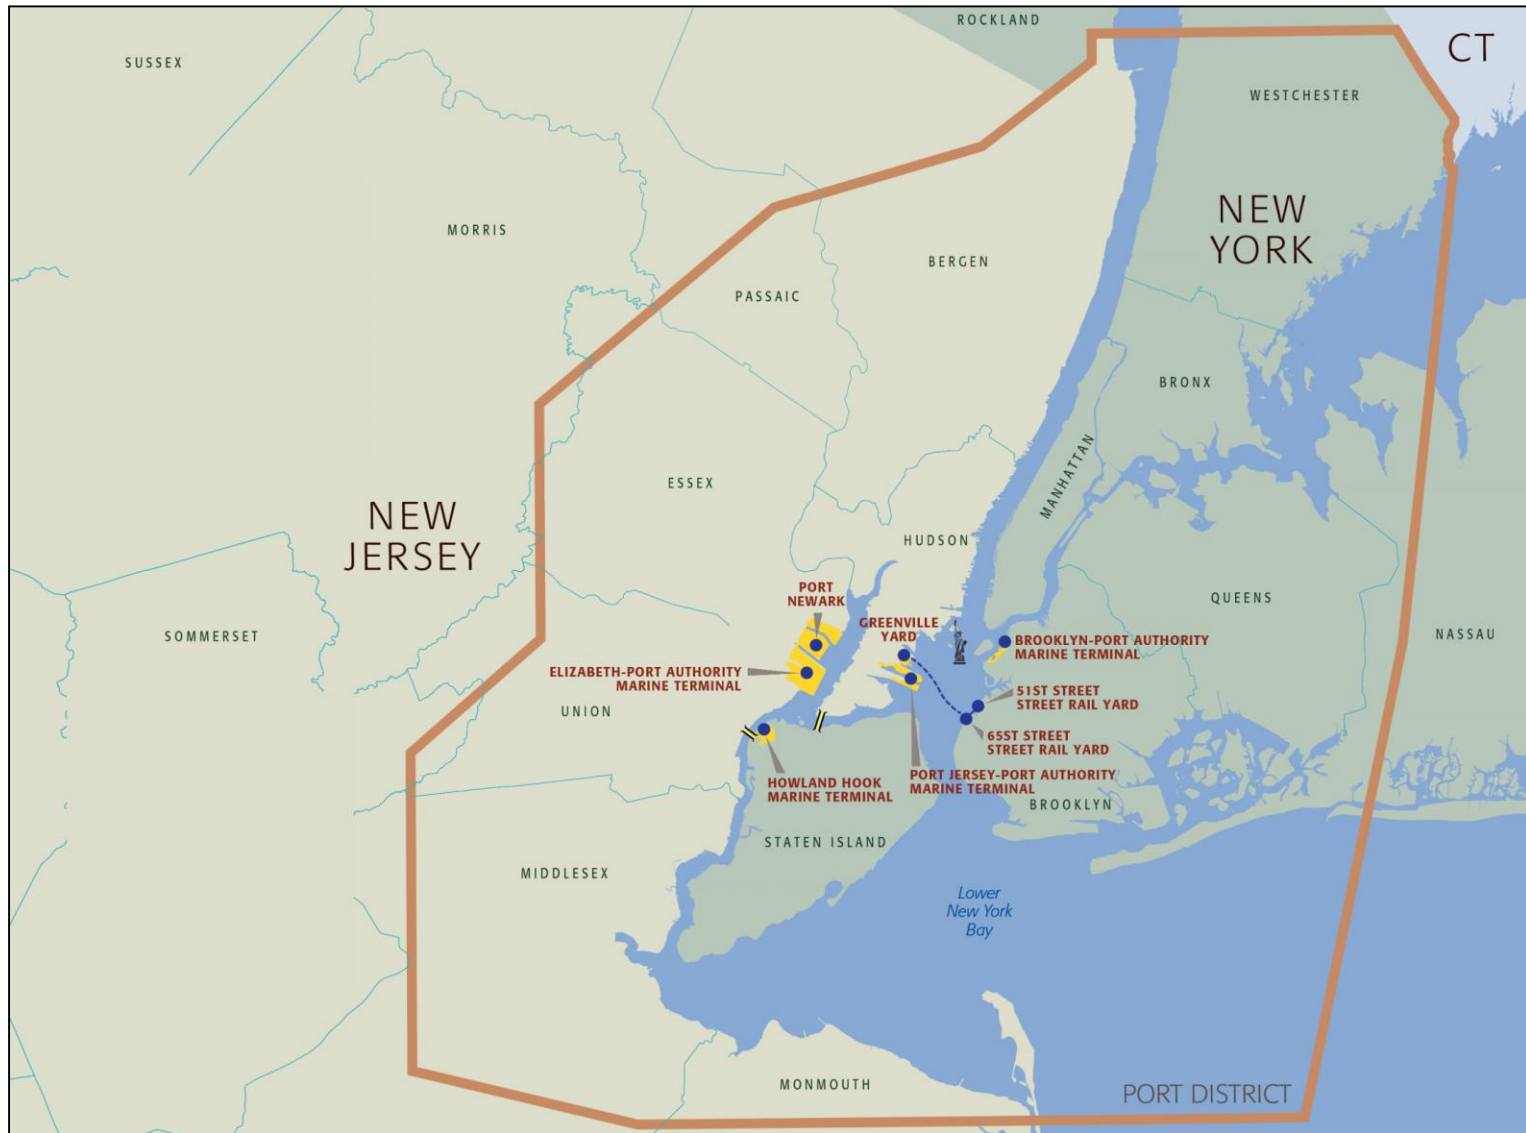 ROCKLAND
CT
SUSSEX
WESTCHESTER
NEW
YORK
MORRIS
BERGEN
PASSAIC
BRONX
MANHATTAN
ESSEX
NEW
JERSEY
HUDSON
PORT
NEWARK
QUEENS
GREENVILLE
YARD
SOMMERSET
NASSAU
BROOKLYN-PORT AUTHORITY
MARINE TERMINAL
ELIZABETH-PORT AUTHORITY
MARINE TERMINAL
51ST STREET
STREET RAIL YARD
UNION
65ST STREET
STREET RAIL YARD
HOWLAND HOOK
MARINE TERMINAL
PORT JERSEY-PORT AUTHORITY
MARINE TERMINAL
BROOKLYN
STATEN ISLAND
MIDDLESEX
Lower
New York
Bay
MONMOUTH
PORT DISTRICT